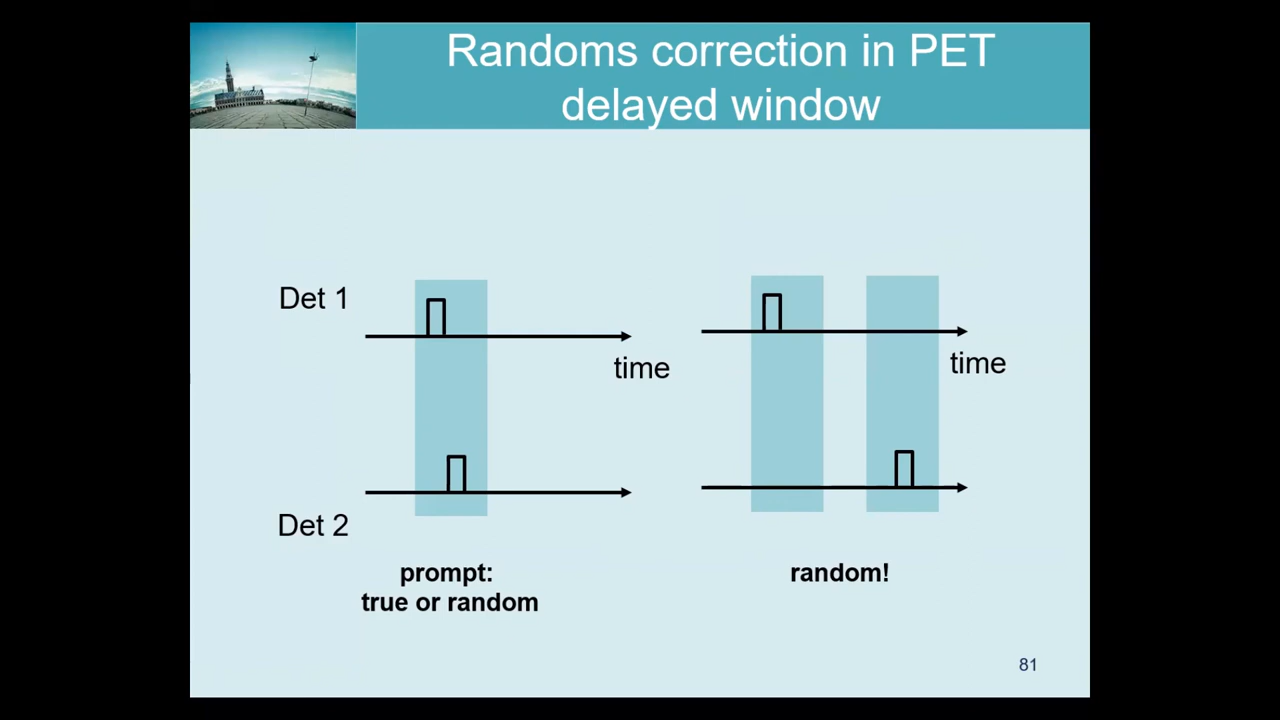 Randoms correction in PET
delayed window
Det 1
time
time
Det 2
prompt:
true or random
random!
81